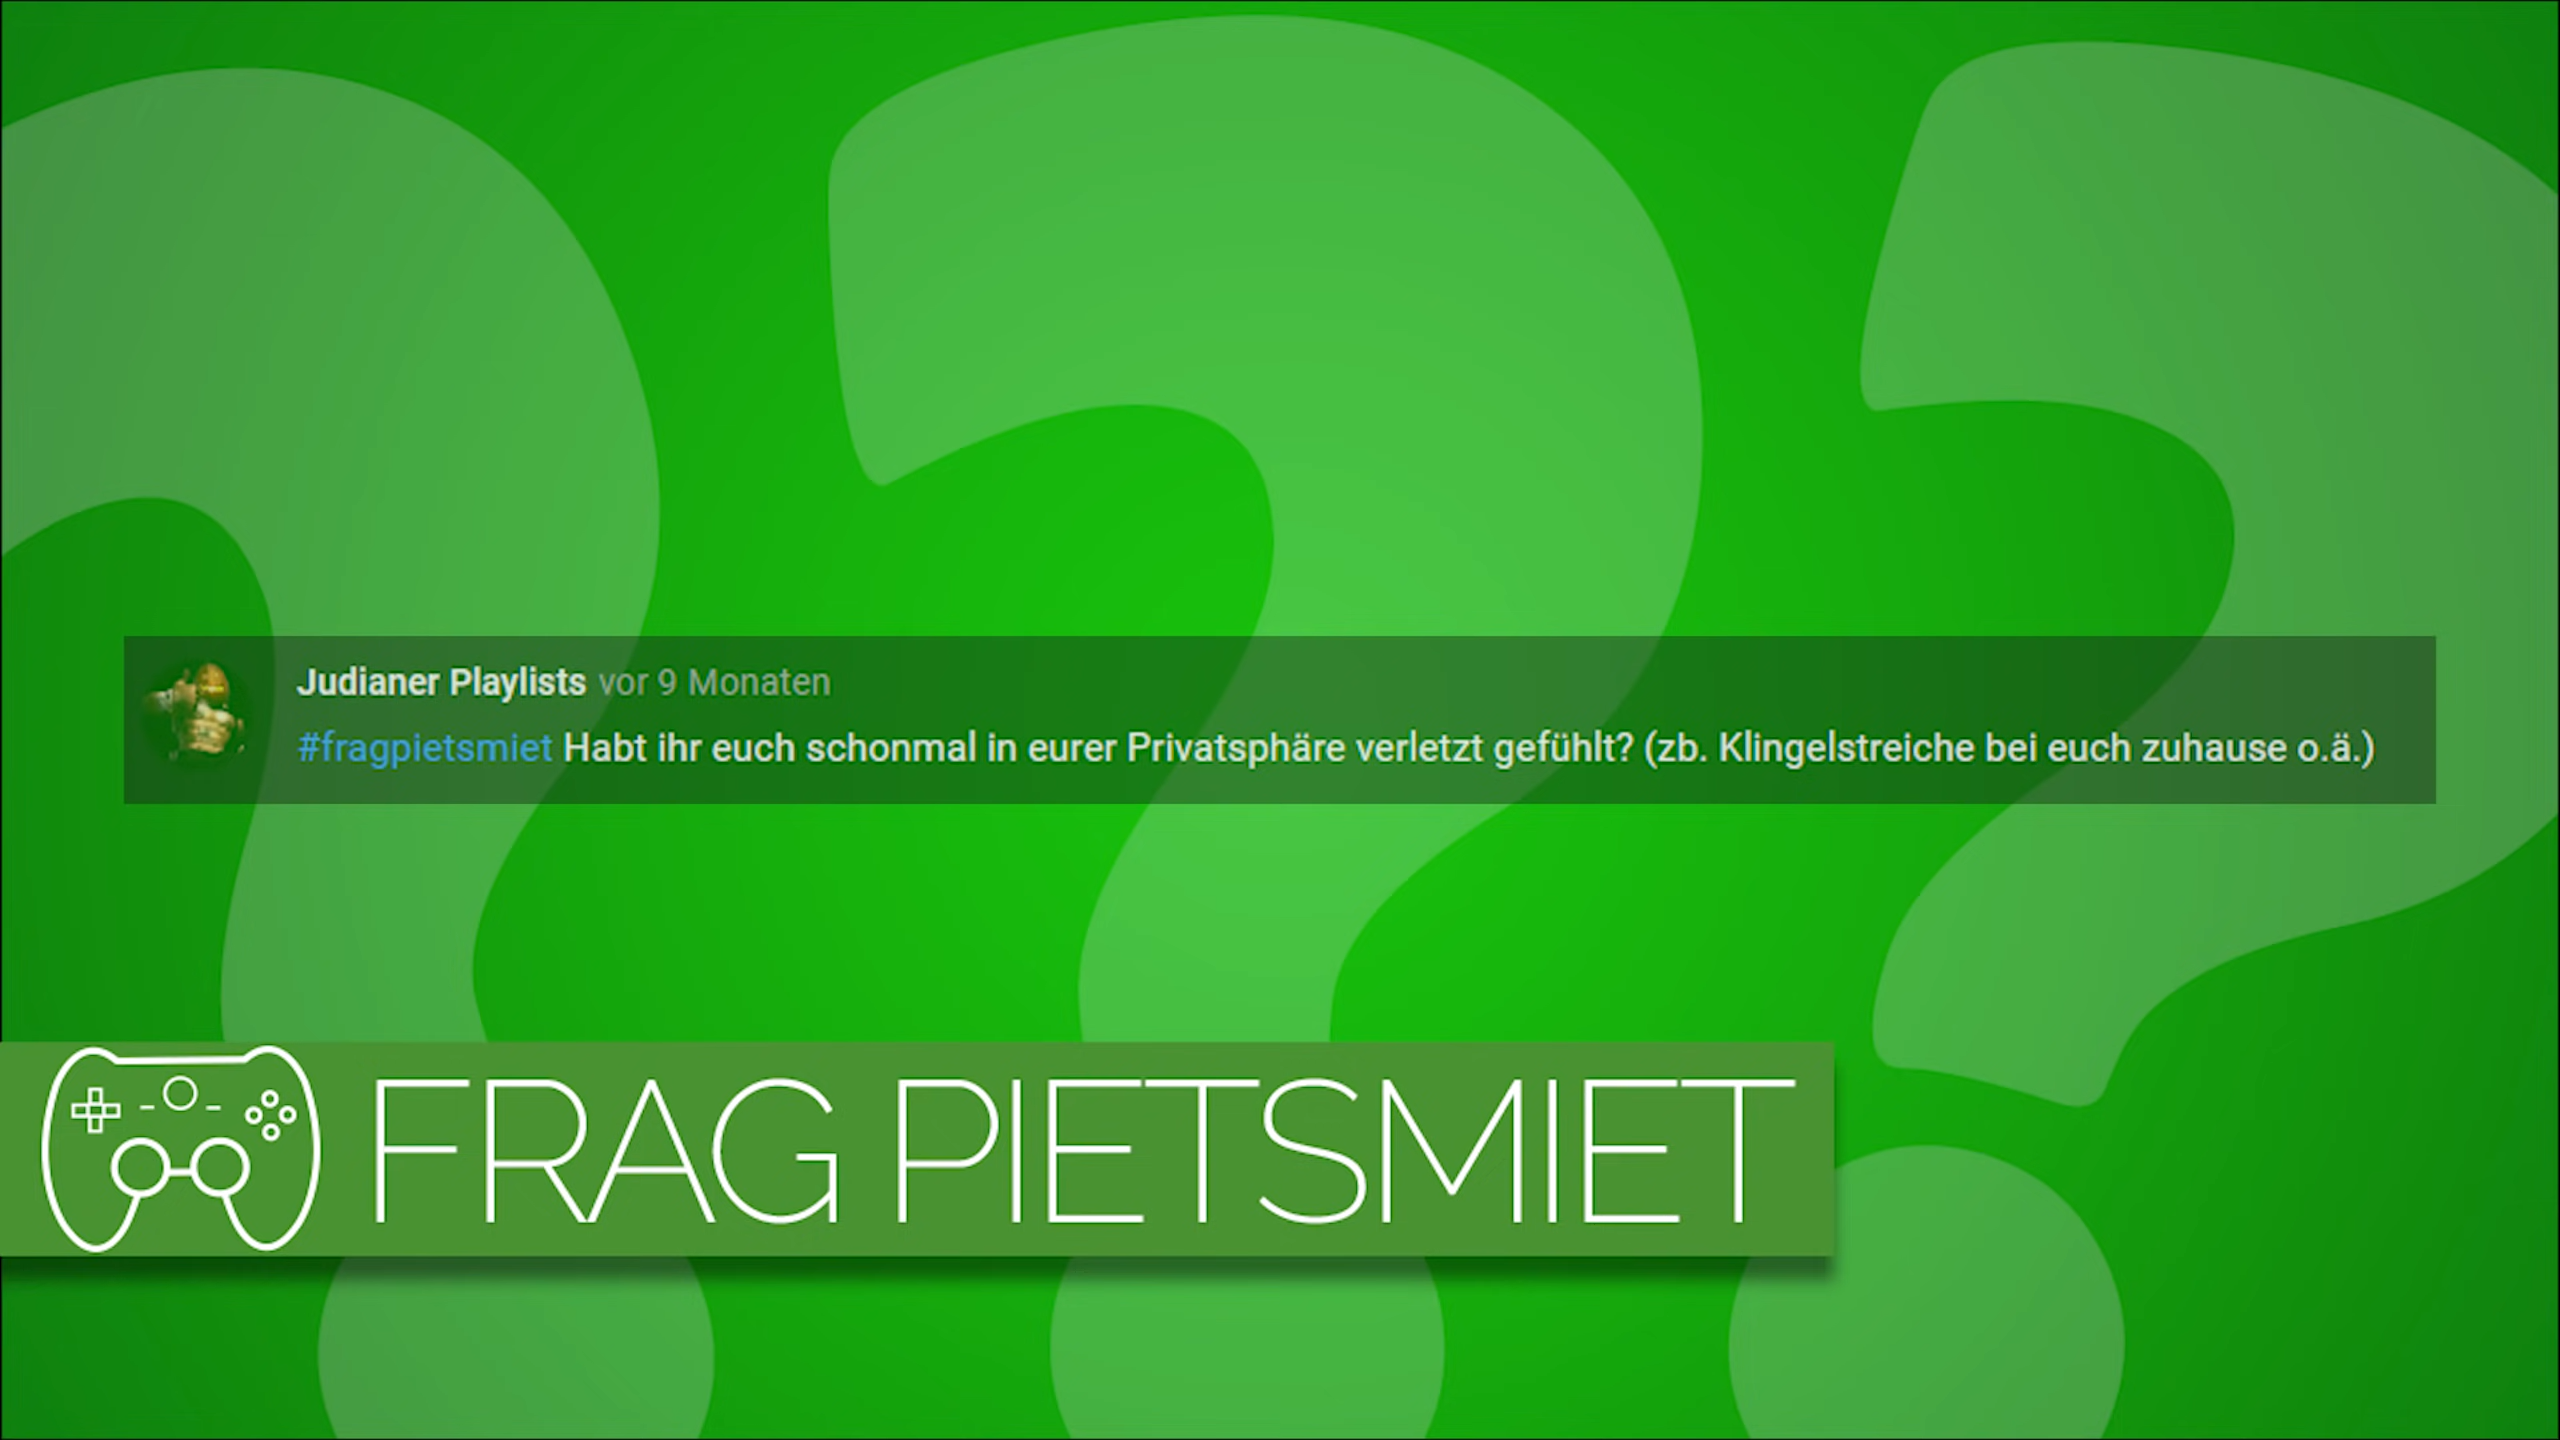 Judianer Playlists vor 9 Monaten
#fragpietsmiet Habt ihr euch schonmal in eurer Privatsphäre verletzt gefühlt? (zb. Klingelstreiche bei euch zuhause o.ä.)
FRAG PIETSMIET